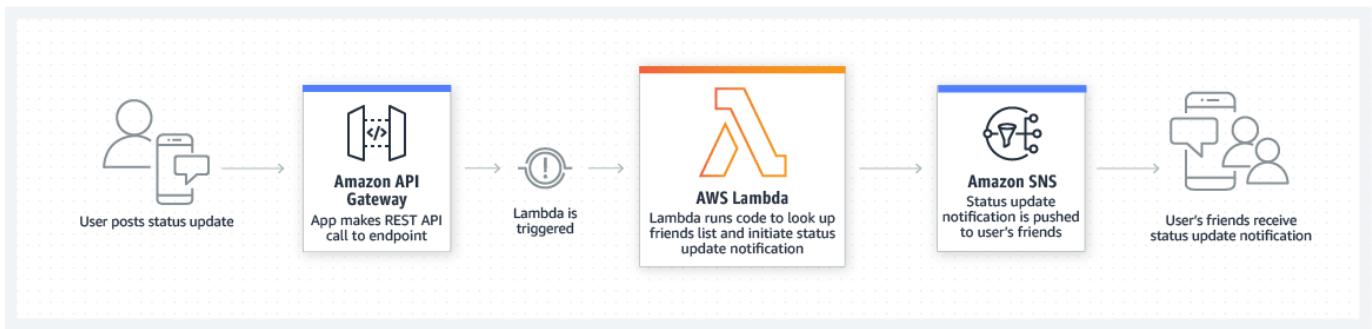 User posts status update
Amazon API
Gateway
App makes REST API
call to endpoint
Lambda is
triggered
AWS Lambda
Lambda runs code to look up
friends list and initiate status
update notification
Amazon SNS
Status update
notification is pushed
to user's friends
User's friends receive
status update notification